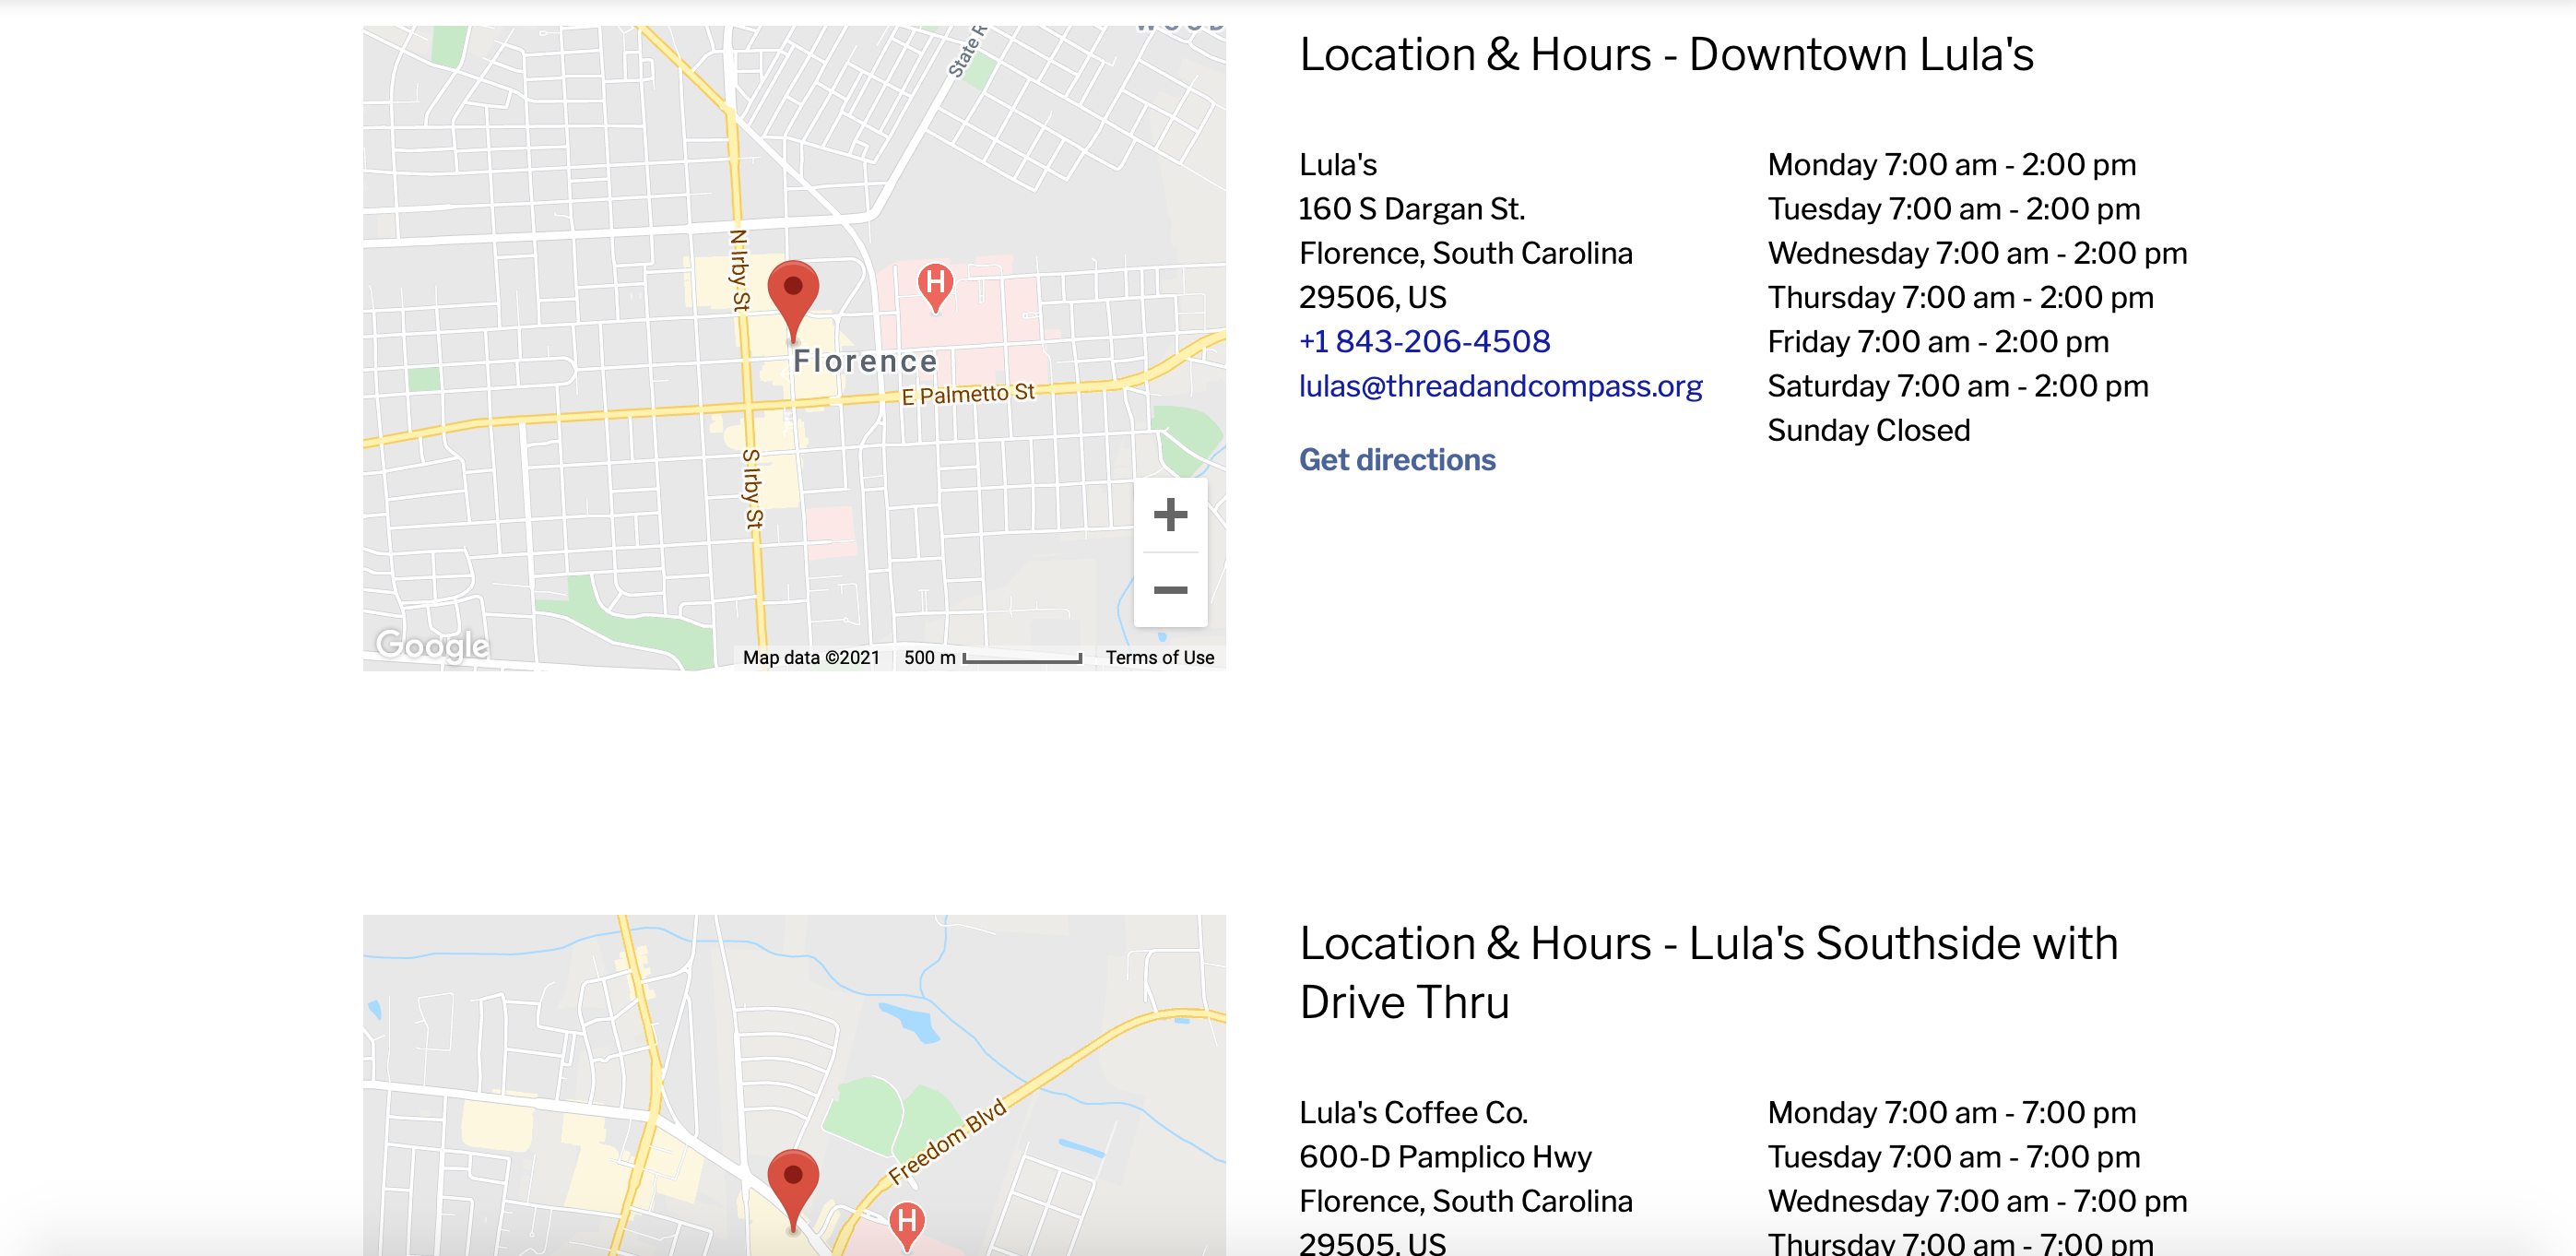 State R
N Irby St
Florence
E Palmetto St
S Irby St
H
Google
Map data ©2021 500 m Terms of Use
Location & Hours - Downtown Lula's
Lula's
160 S Dargan St.
Florence, South Carolina
29506, US
+1 843-206-4508
lulas@threadandcompass.org
Get directions
Monday 7:00 am - 2:00 pm
Tuesday 7:00 am - 2:00 pm
Wednesday 7:00 am - 2:00 pm
Thursday 7:00 am - 2:00 pm
Friday 7:00 am - 2:00 pm
Saturday 7:00 am - 2:00 pm
Sunday Closed
Freedom Blvd
H
Location & Hours - Lula's Southside with
Drive Thru
Lula's Coffee Co.
600-D Pamplico Hwy
Florence, South Carolina
29505, US
Monday 7:00 am - 7:00 pm
Tuesday 7:00 am - 7:00 pm
Wednesday 7:00 am - 7:00 pm
Thursday 7:00 am - 7:00 pm